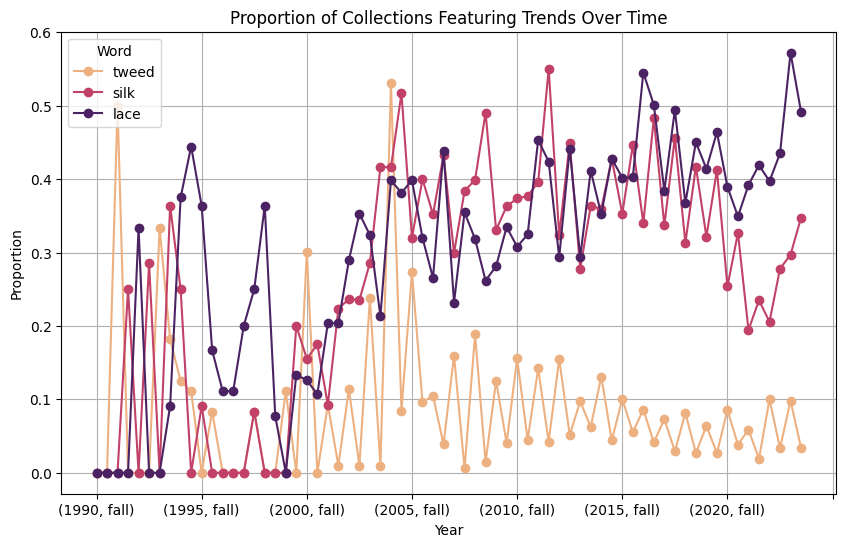 Proportion of Collections Featuring Trends Over Time
Word
tweed
silk
lace
Proportion
0.6
0.5
0.4
0.3
0.2
0.1
0.0
(1990, fall) (1995, fall) (2000, fall) (2005, fall) (2010, fall) (2015, fall) (2020, fall)
Year